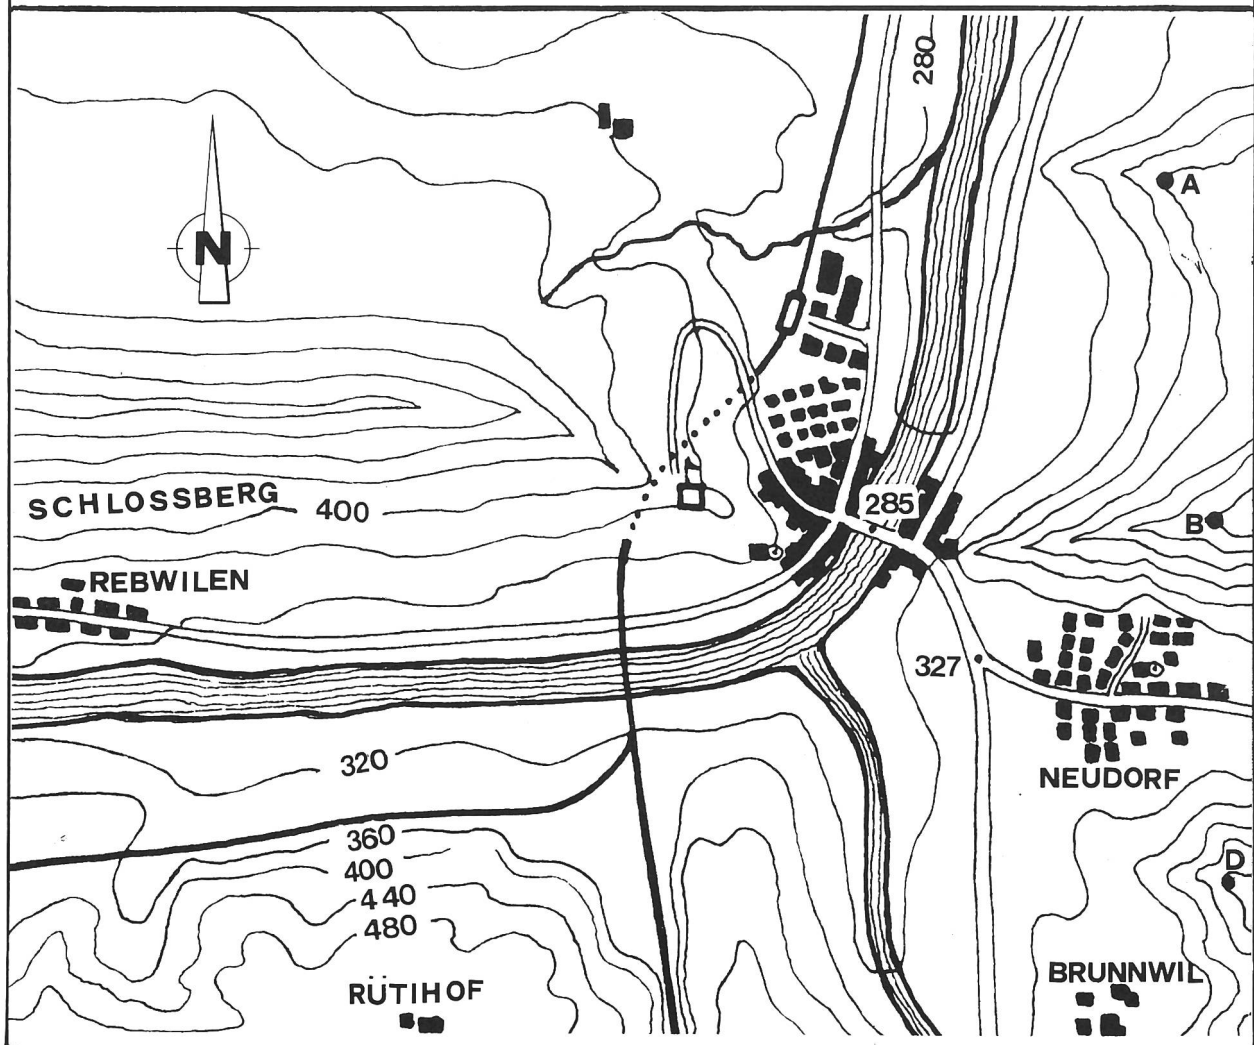 280
A
N
SCHLOSSBERG
400
285
B
REBWILEN
327
320
NEUDORF
360
400
440
480
D
BRUNNWIL
RÜTIHOF